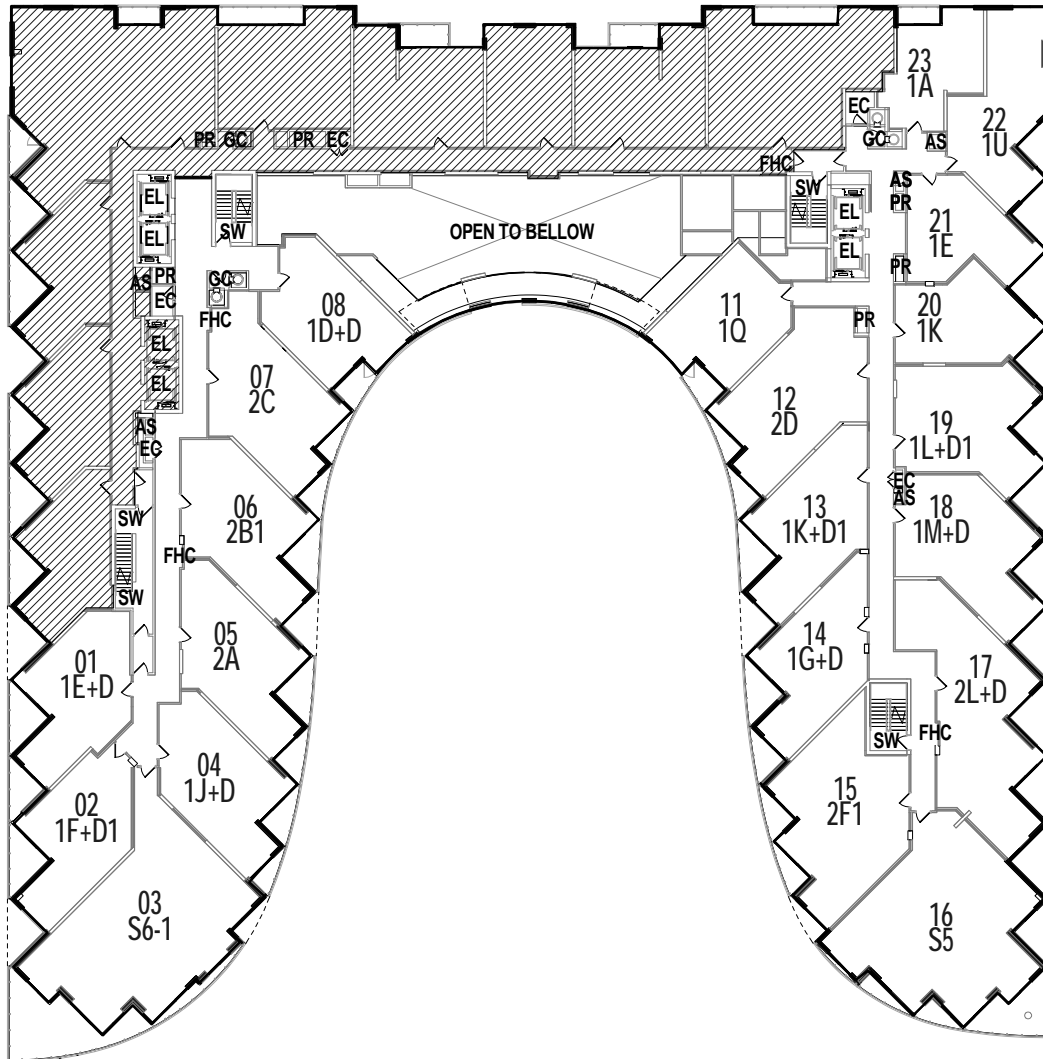 23
1A
EC
22
1U
PR
GC
PR
EC
GC
AS
FHC
SW
AS
PR
EL
EL
SW
OPEN TO BELLOW
EL
EL
21
1E
AS
PR
EC
GC
FHC
08
1D+D
11
1Q
PR
20
1K
PR
EL
EL
07
2C
12
2D
19
1L+D1
AS
EC
06
2B1
13
1K+D1
EC
AS
18
1M+D
SW
FHC
SW
05
2A
14
1G+D
01
1E+D
17
2L+D
SW
FHC
04
1J+D
15
2F1
02
1F+D1
03
S6-1
16
S5